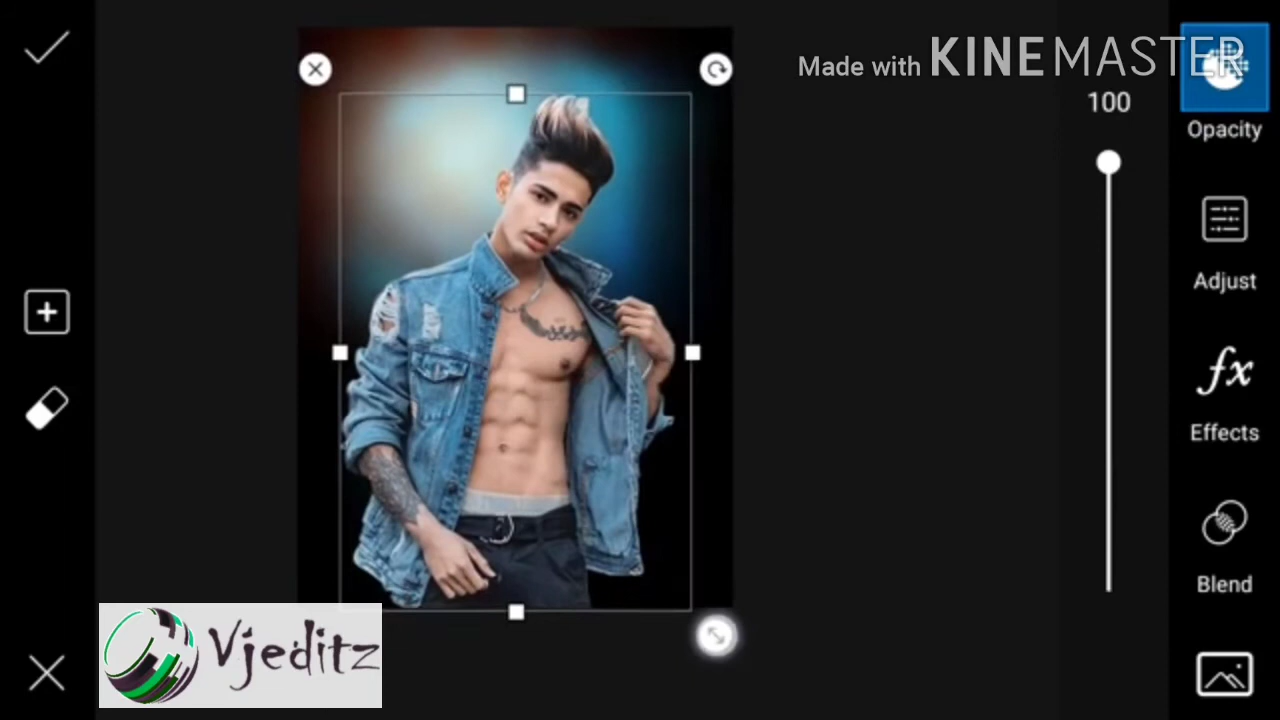 Made with KINEMASTER
100
Opacity
Adjust
fx
Effects
Blend
Vjeditz